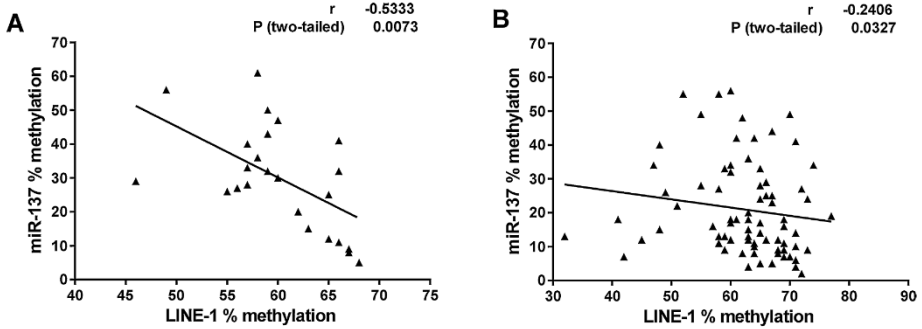 A
r -0.5333
P (two-tailed) 0.0073
miR-137 % methylation
70
60
50
40
30
20
10
0
40 45 50 55 60 65 70 75
LINE-1 % methylation
B
r -0.2406
P (two-tailed) 0.0327
miR-137 % methylation
70
60
50
40
30
20
10
0
30 40 50 60 70 80 90
LINE-1 % methylation